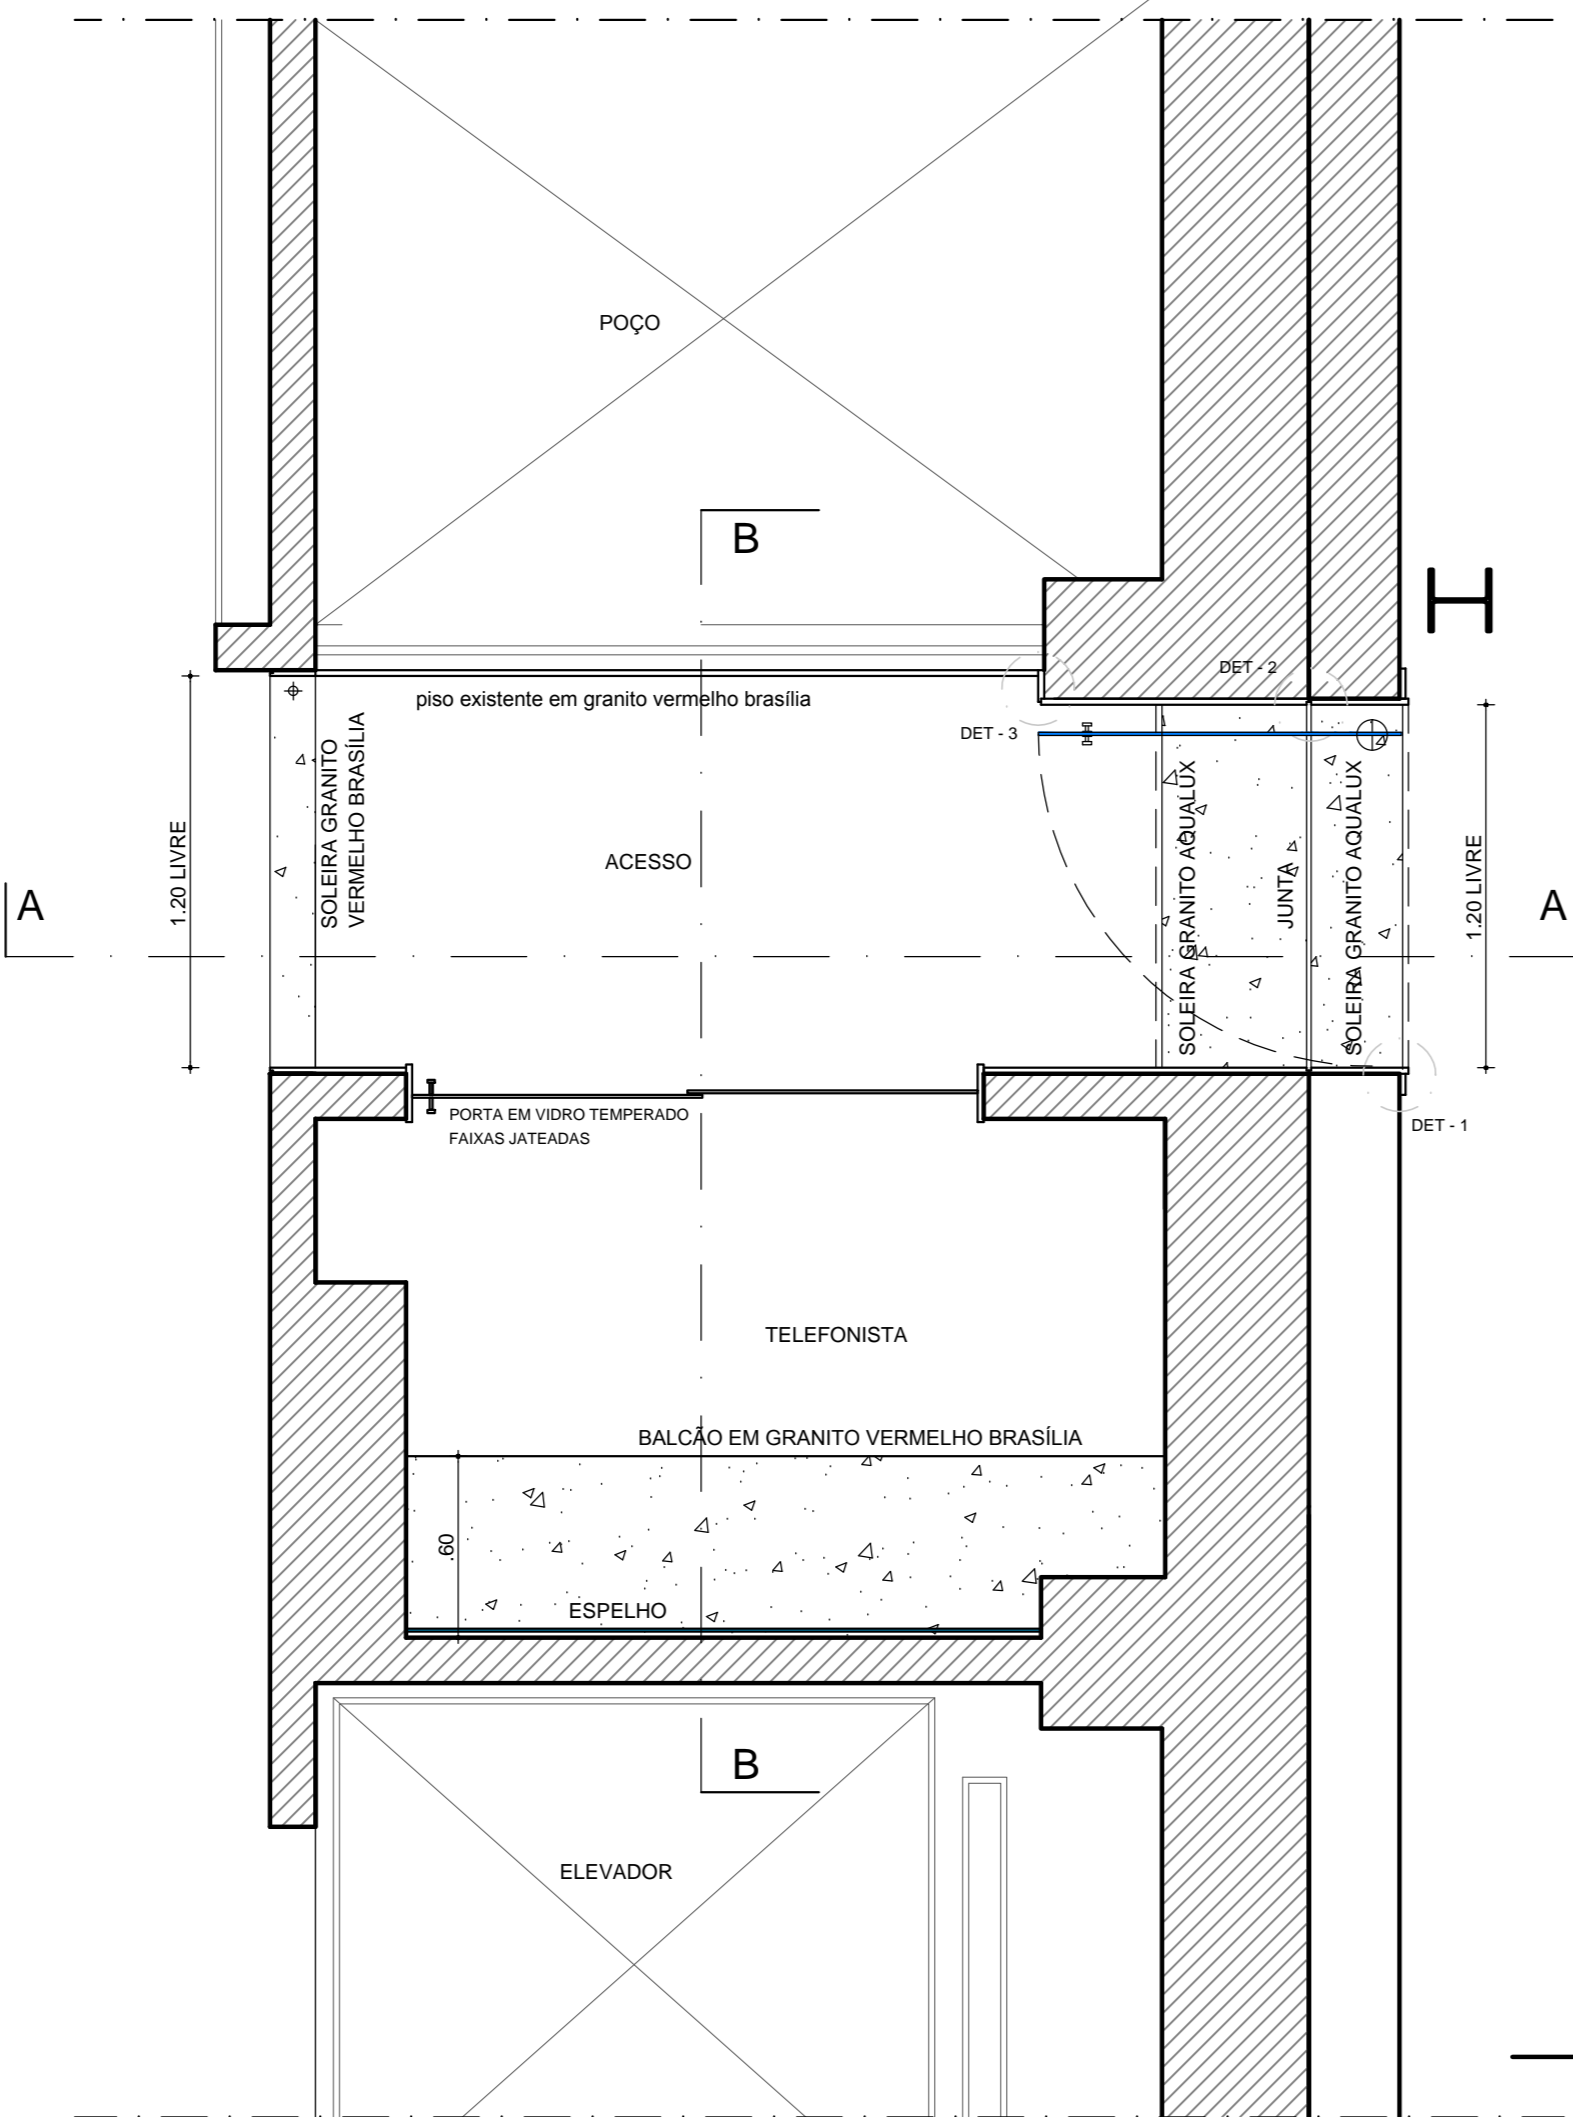 POÇO
B
H
DET - 2
piso existente em granito vermelho brasília
DET - 3
SOLEIRA GRANITO
VERMELHO BRASÍLIA
1.20 LIVRE
ACESSO
SOLEIRA GRANITO AQUALUX
JUNTA
SOLEIRA GRANITO AQUALUX
1.20 LIVRE
A
A
PORTA EM VIDRO TEMPERADO
FAIXAS JATEADAS
DET - 1
TELEFONISTA
BALCÃO EM GRANITO VERMELHO BRASÍLIA
.60
ESPELHO
B
ELEVADOR